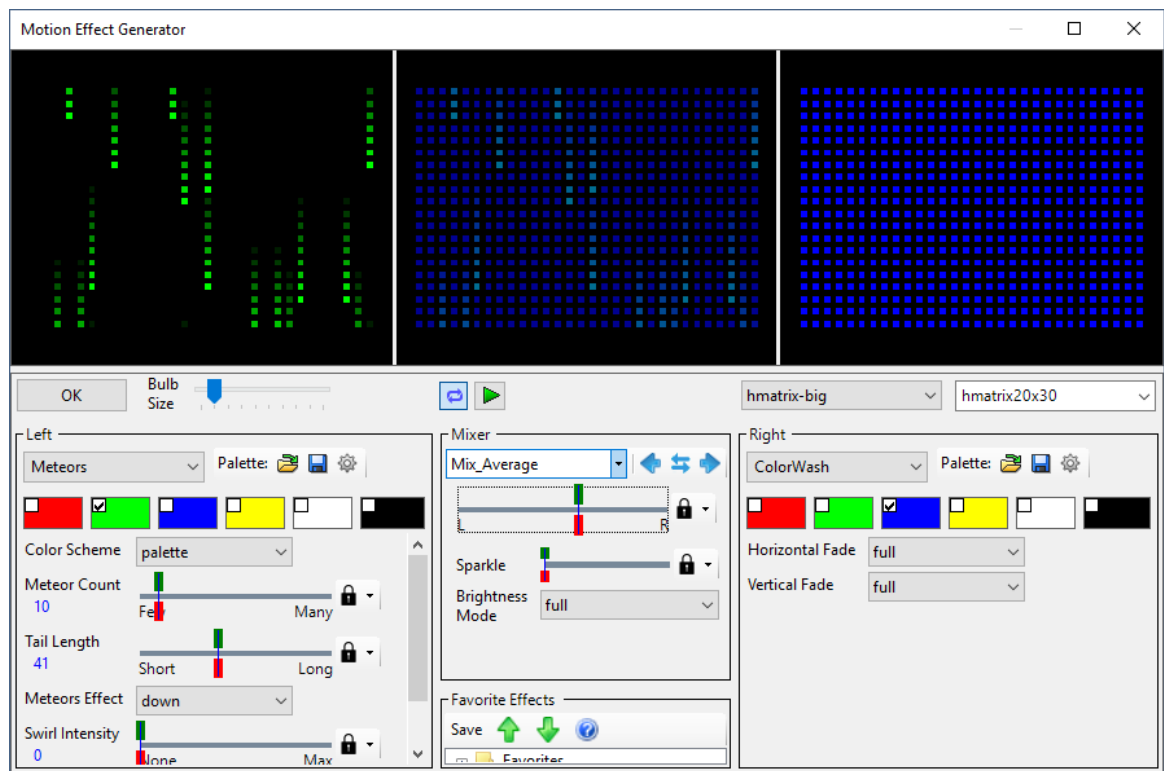 Motion Effect Generator
OK
Bulb
Size
hmatrix-big
hmatrix20x30
Left
Meteors
Palette:
Color Scheme
palette
Meteor Count
10
Few
Many
Tail Length
41
Short
Long
Meteors Effect
down
Swirl Intensity
0
None
Max
Mixer
Mix_Average
L
R
Sparkle
Brightness
Mode
full
Favorite Effects
Save
Favorites
Right
ColorWash
Palette:
Horizontal Fade
full
Vertical Fade
full